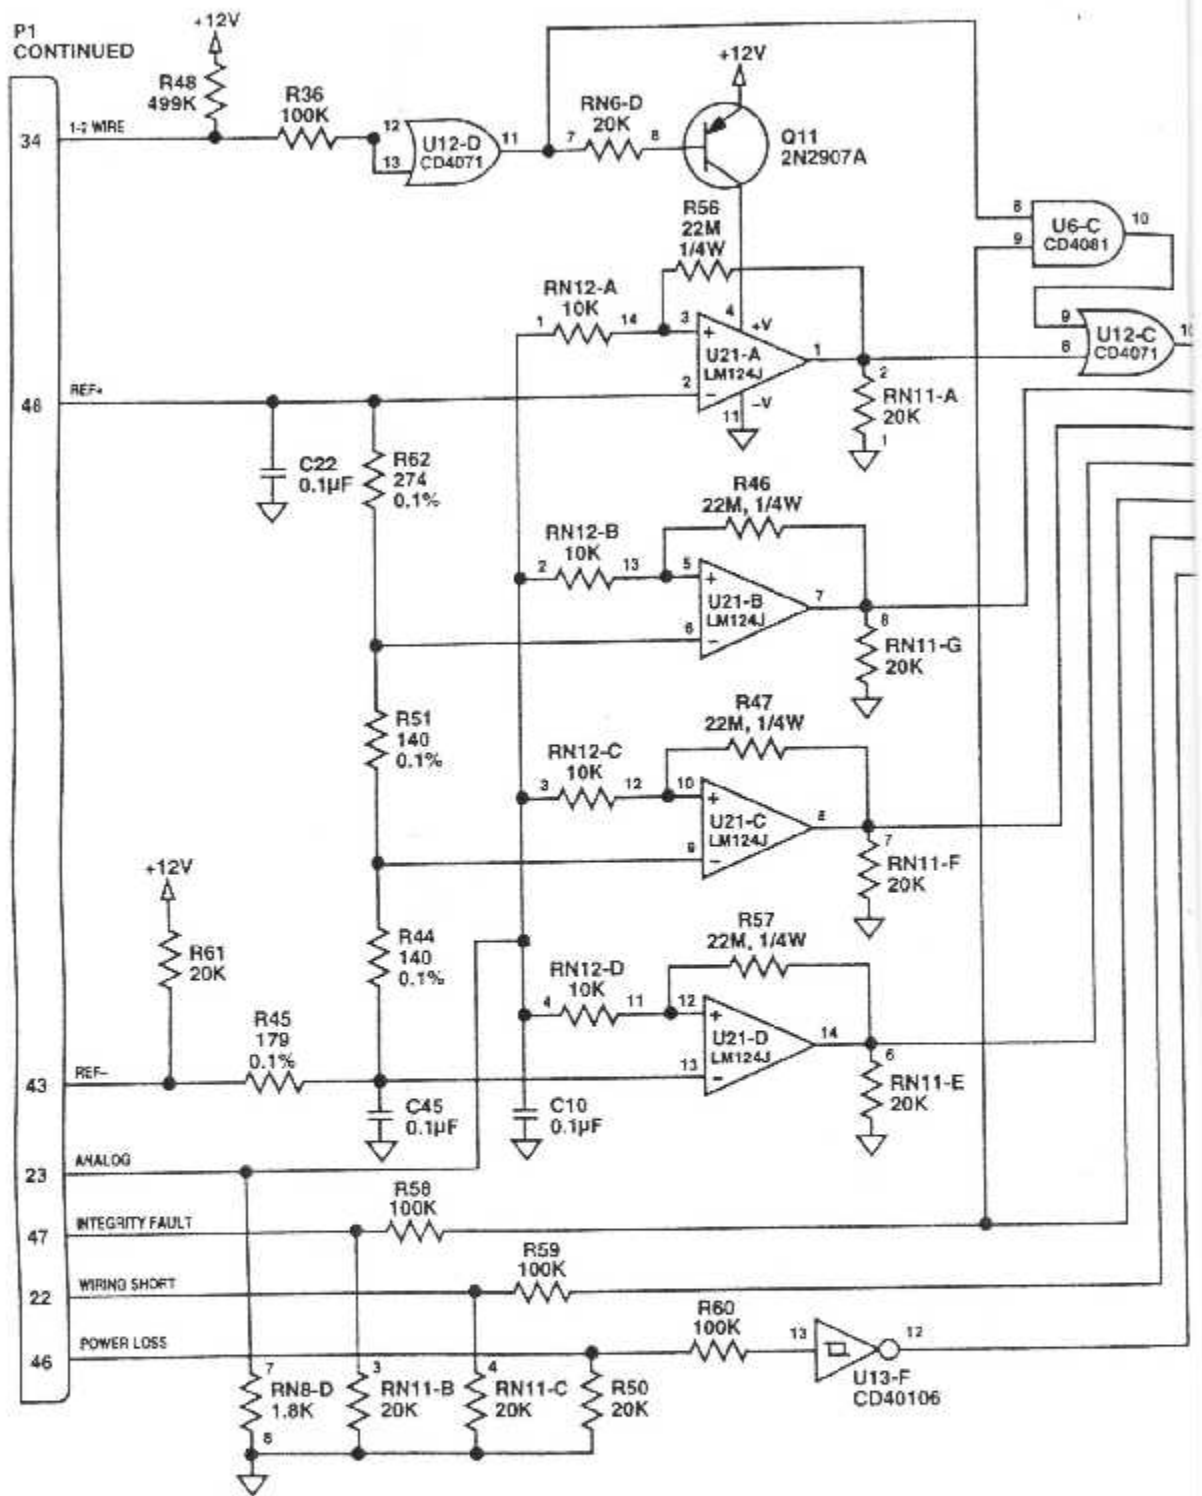 P1
CONTINUED
+12V
R48
499K
34
1-2 WIRE
R36
100K
12
13
U12-D
CD4071
11
RN6-D
20K
7
8
+12V
Q11
2N2907A
8
9
U6-C
CD4081
10
9
8
U12-C
CD4071
R56
22M
1/4W
RN12-A
10K
1
14
3
2
+
−
4
+V
U21-A
LM124J
1
11
−V
2
RN11-A
20K
1
48
REF+
C22
0.1µF
R62
274
0.1%
R46
22M, 1/4W
RN12-B
10K
2
13
5
6
+
−
U21-B
LM124J
7
8
RN11-G
20K
R51
140
0.1%
R47
22M, 1/4W
RN12-C
10K
3
12
10
9
+
−
U21-C
LM124J
8
7
RN11-F
20K
+12V
R61
20K
R44
140
0.1%
R57
22M, 1/4W
RN12-D
10K
4
11
12
13
+
−
U21-D
LM124J
14
6
RN11-E
20K
R45
179
0.1%
43
REF−
C45
0.1µF
C10
0.1µF
23
ANALOG
47
INTEGRITY FAULT
R58
100K
22
WIRING SHORT
R59
100K
46
POWER LOSS
R60
100K
13
12
U13-F
CD40106
7
RN8-D
1.8K
8
3
RN11-B
20K
4
RN11-C
20K
R50
20K